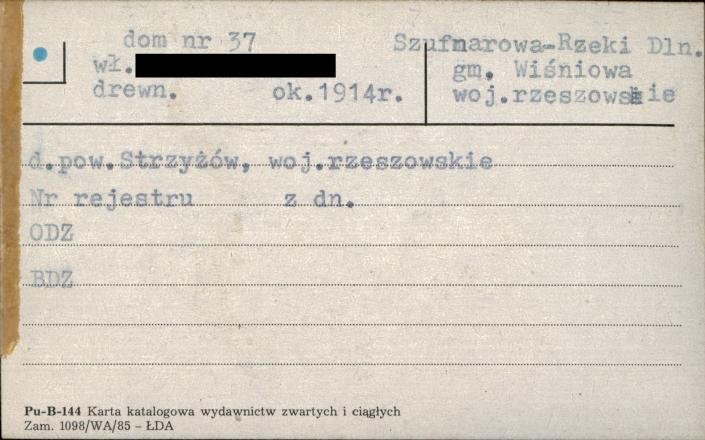 dom nr 37 Szufnarowa-Rzeki Dln.
wł. gm. Wiśniowa
drewn. ok.1914r. woj.rzeszowskie
d.pow.Strzyżów, woj.rzeszowskie
Nr rejestru z dn.
ODZ
BDZ
Pu-B-144 Karta katalogowa wydawnictw zwartych i ciągłych
Zam. 1098/WA/85 – ŁDA